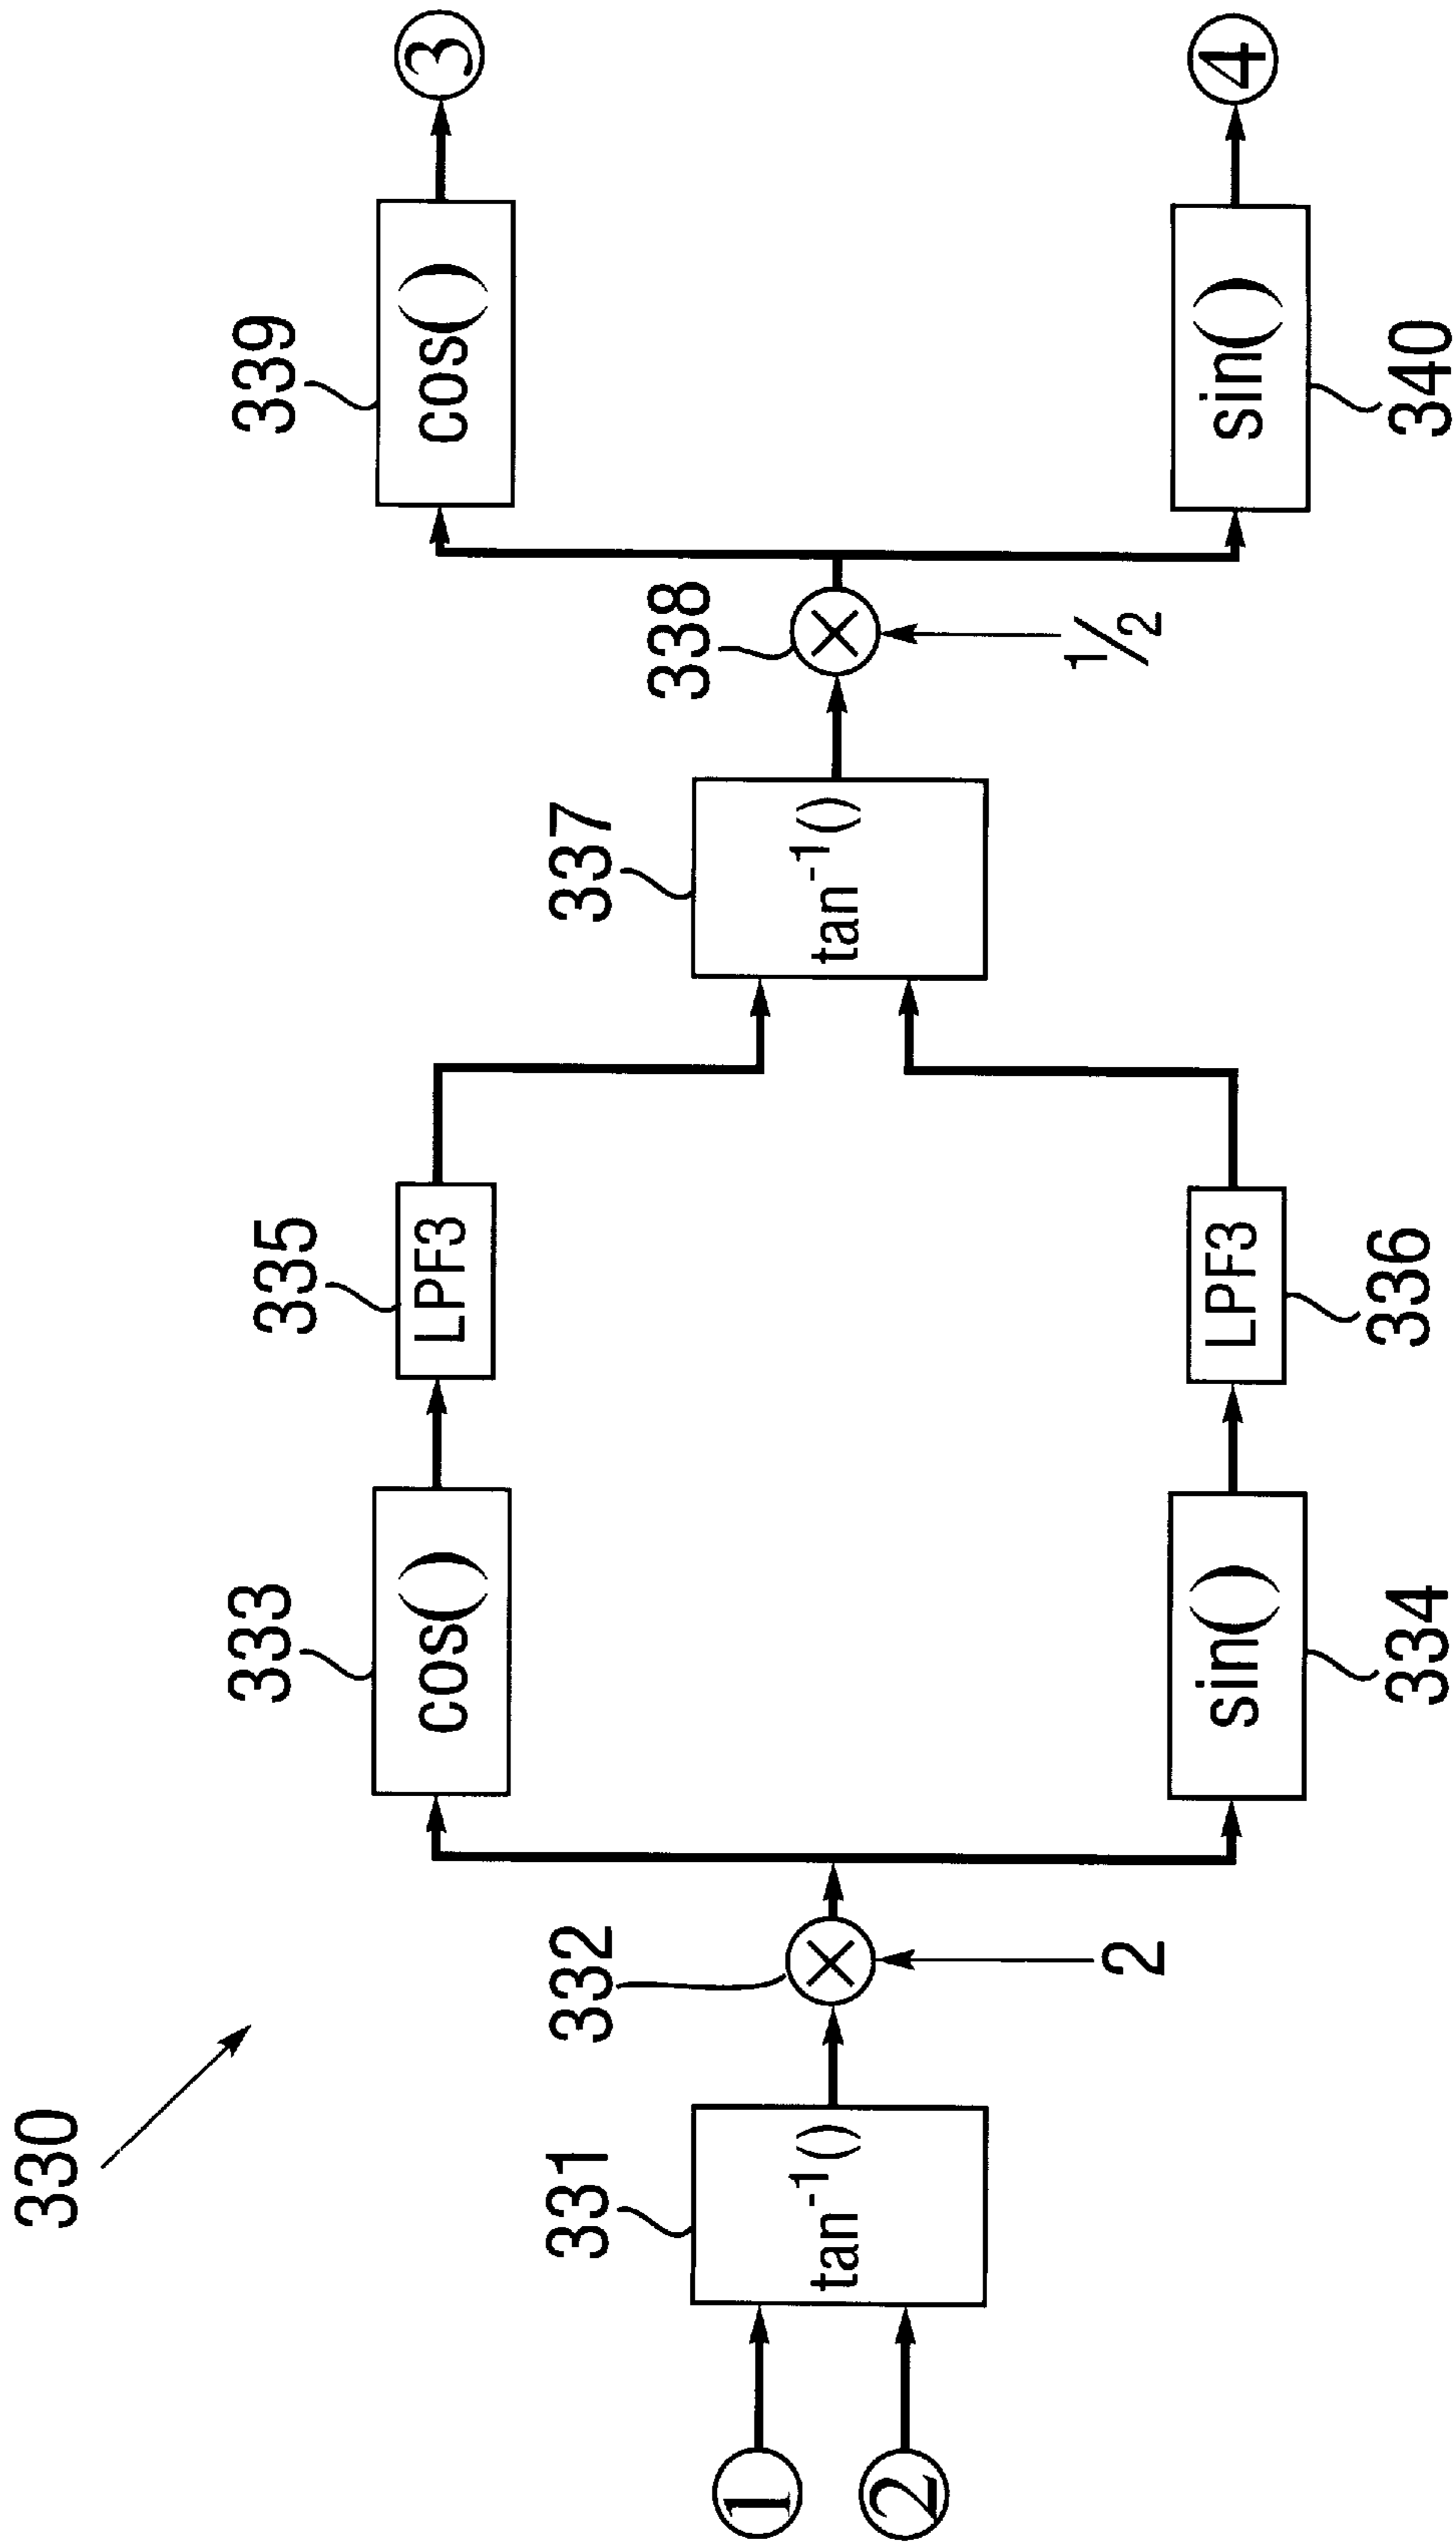 330
331
tan⁻¹()
1
2
332
2
333
cos()
334
sin()
335
LPF3
336
LPF3
337
tan⁻¹()
338
½
339
cos()
340
sin()
3
4